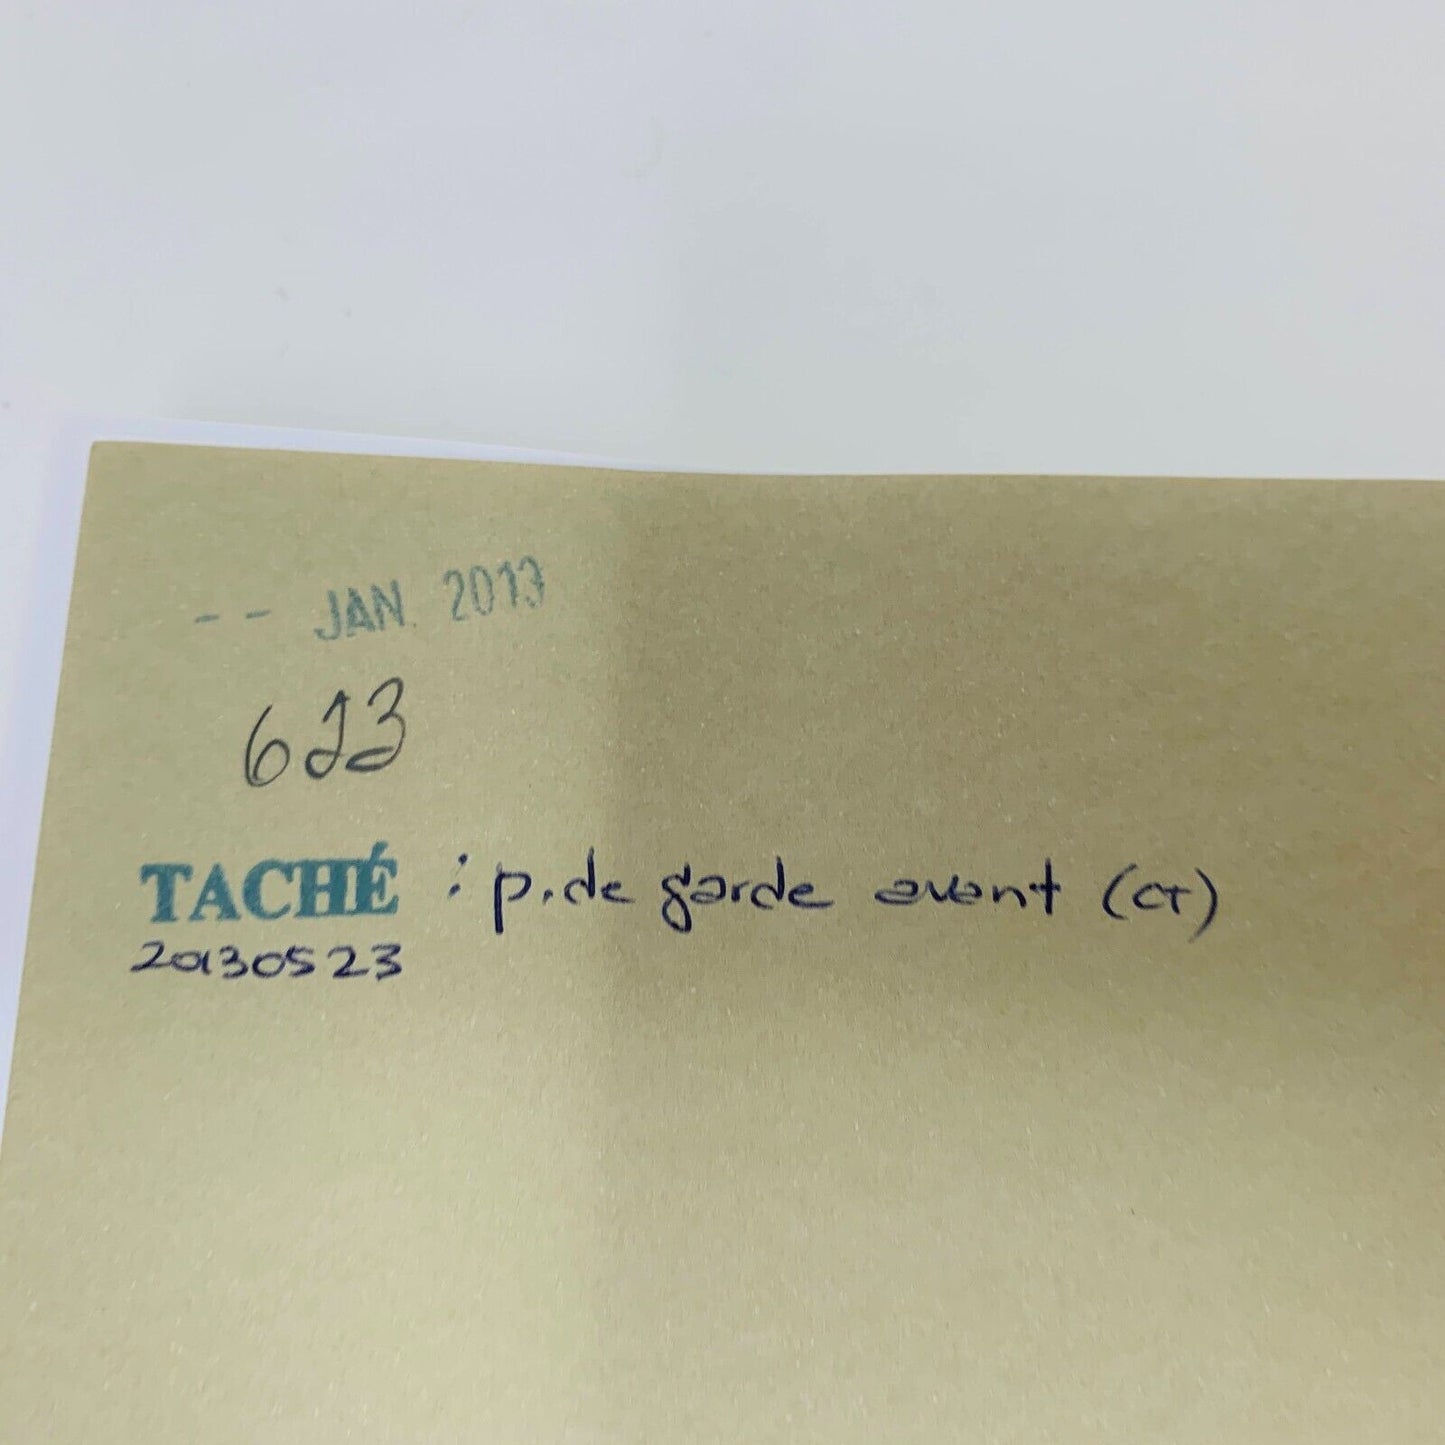 -- JAN. 2013
623
TACHÉ : p. de garde avant (CT)
20130523